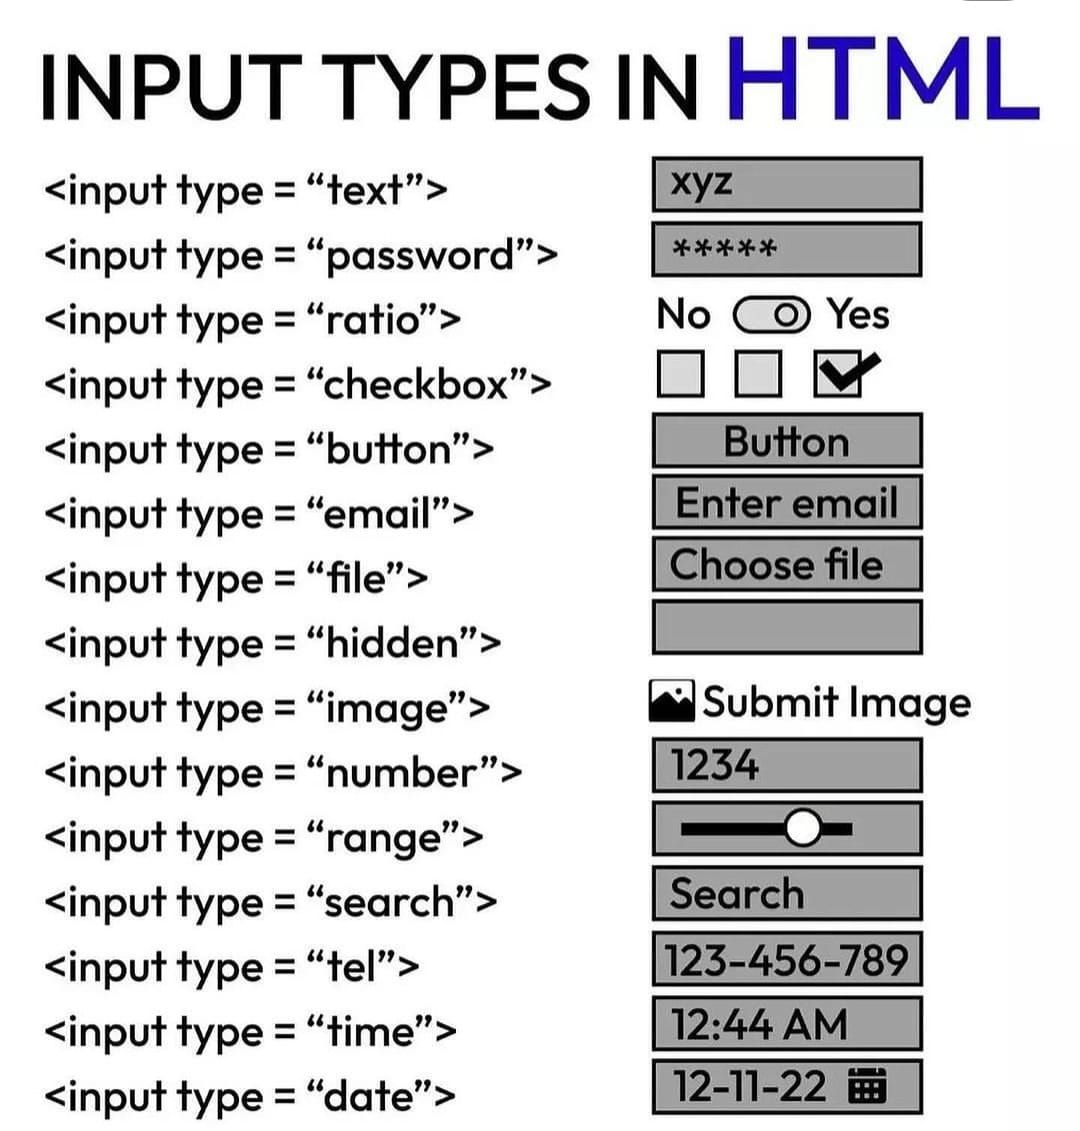 INPUT TYPES IN HTML
<input type = “text”> xyz
<input type = “password”> *****
<input type = “ratio”> No Yes
<input type = “checkbox”>
<input type = “button”> Button
<input type = “email”> Enter email
<input type = “file”> Choose file
<input type = “hidden”>
<input type = “image”> Submit Image
<input type = “number”> 1234
<input type = “range”>
<input type = “search”> Search
<input type = “tel”> 123-456-789
<input type = “time”> 12:44 AM
<input type = “date”> 12-11-22